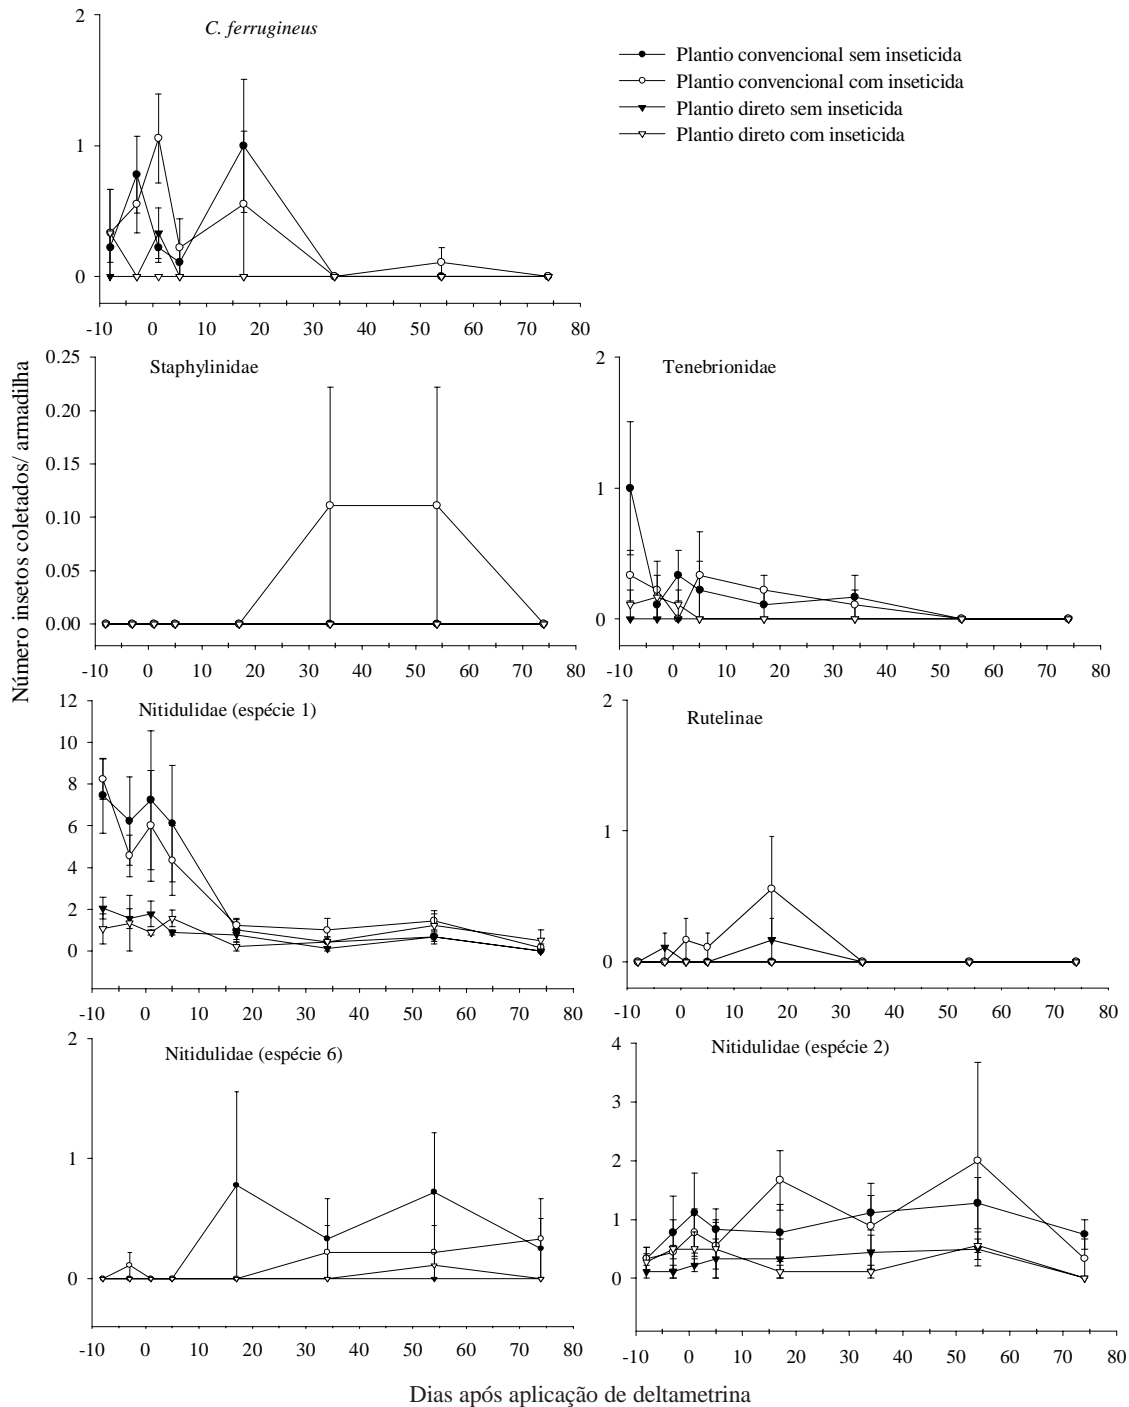 C. ferrugineus
Plantio convencional sem inseticida
Plantio convencional com inseticida
Plantio direto sem inseticida
Plantio direto com inseticida
2
1
0
-10 0 10 20 30 40 50 60 70 80
Número insetos coletados/ armadilha
Staphylinidae
0.25
0.20
0.15
0.10
0.05
0.00
-10 0 10 20 30 40 50 60 70 80
Tenebrionidae
2
1
0
-10 0 10 20 30 40 50 60 70 80
Nitidulidae (espécie 1)
12
10
8
6
4
2
0
-10 0 10 20 30 40 50 60 70 80
Rutelinae
2
1
0
-10 0 10 20 30 40 50 60 70 80
Nitidulidae (espécie 6)
2
1
0
-10 0 10 20 30 40 50 60 70 80
Nitidulidae (espécie 2)
4
3
2
1
0
-10 0 10 20 30 40 50 60 70 80
Dias após aplicação de deltametrina